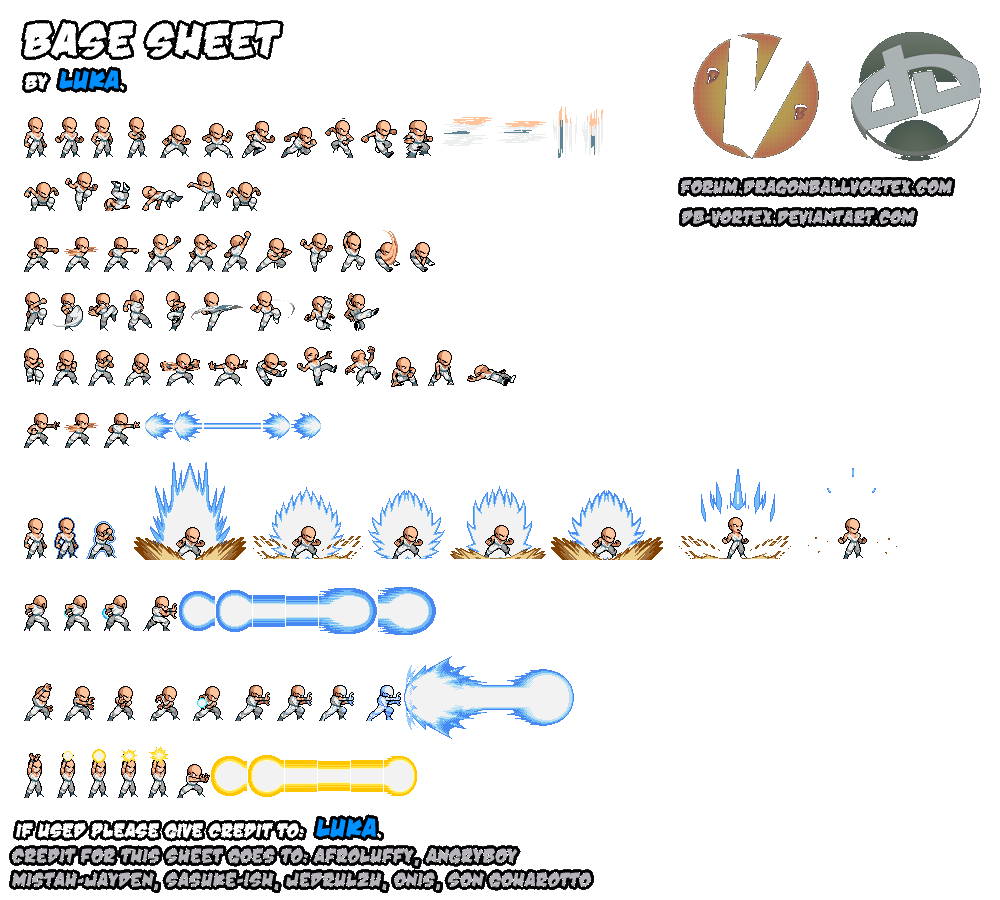 BASE SHEET
BY LUKA.
FORUM.DRAGONBALLVORTEX.COM
DB-VORTEX.DEVIANTART.COM
IF USED PLEASE GIVE CREDIT TO: LUKA.
CREDIT FOR THIS SHEET GOES TO: AFROLUFFY, ANGRYBOY
MISTAH-JAYDEN, SASUKE-ISH, JEDRULZU, ONIS, SON GOHAROTTO